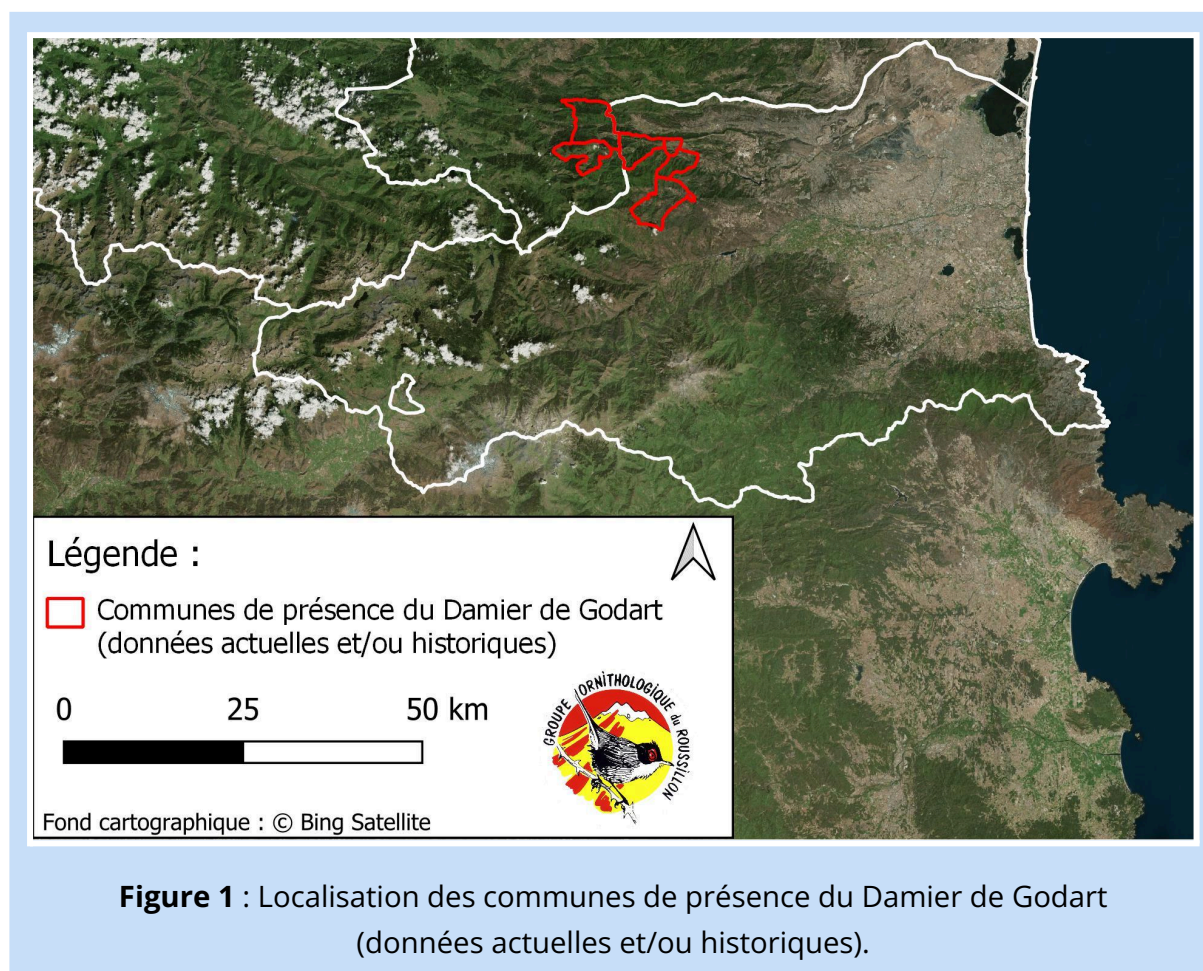 Légende :
Communes de présence du Damier de Godart
(données actuelles et/ou historiques)
0 25 50 km
GROUPE ORNITHOLOGIQUE du ROUSSILLON
Fond cartographique : © Bing Satellite
Figure 1 : Localisation des communes de présence du Damier de Godart
(données actuelles et/ou historiques).